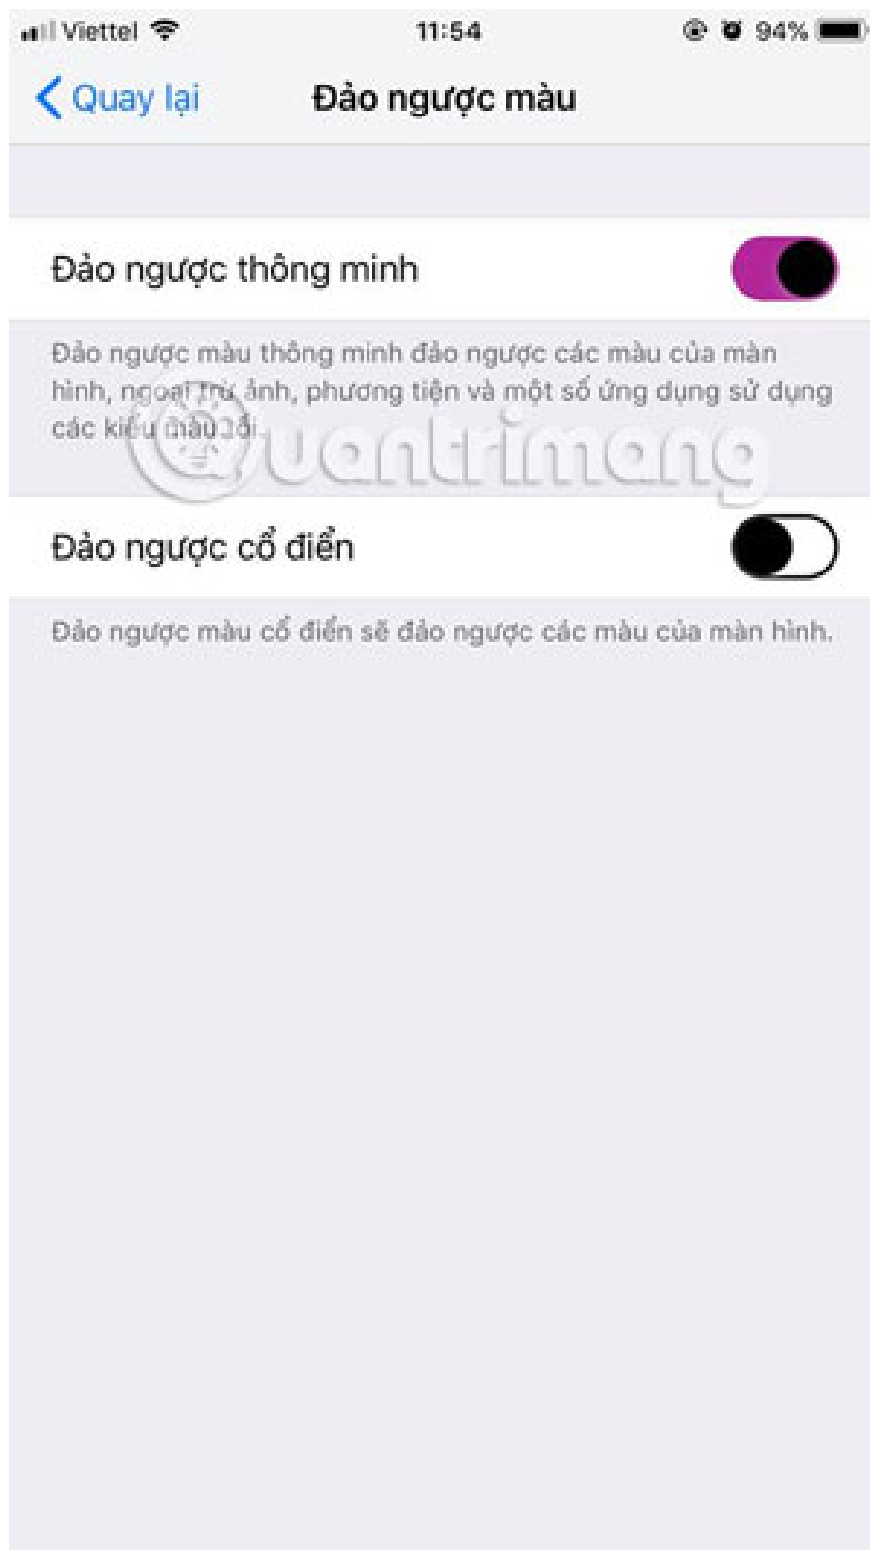 Viettel 11:54 94%
Quay lại Đảo ngược màu
Đảo ngược thông minh
Đảo ngược màu thông minh đảo ngược các màu của màn
hình, ngoại trừ ảnh, phương tiện và một số ứng dụng sử dụng
các kiểu màu tối.
Quantrimang
Đảo ngược cổ điển
Đảo ngược màu cổ điển sẽ đảo ngược các màu của màn hình.